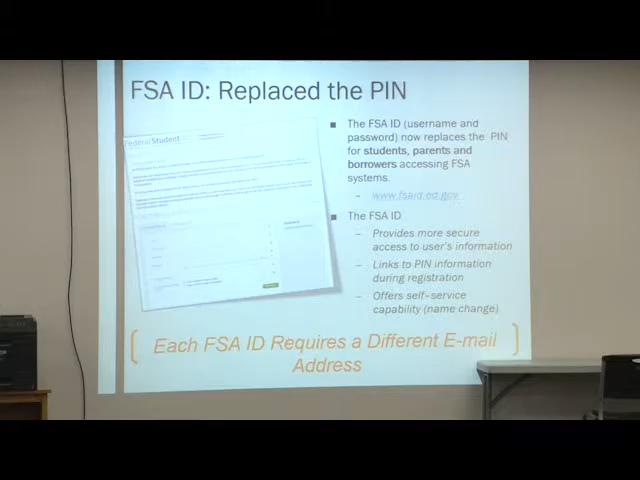 FSA ID: Replaced the PIN
Federal Student
The FSA ID (username and
password) now replaces the PIN
for students, parents and
borrowers accessing FSA
systems.
– www.fsaid.ed.gov
The FSA ID
– Provides more secure
access to user's information
– Links to PIN information
during registration
– Offers self-service
capability (name change)
Each FSA ID Requires a Different E-mail
Address